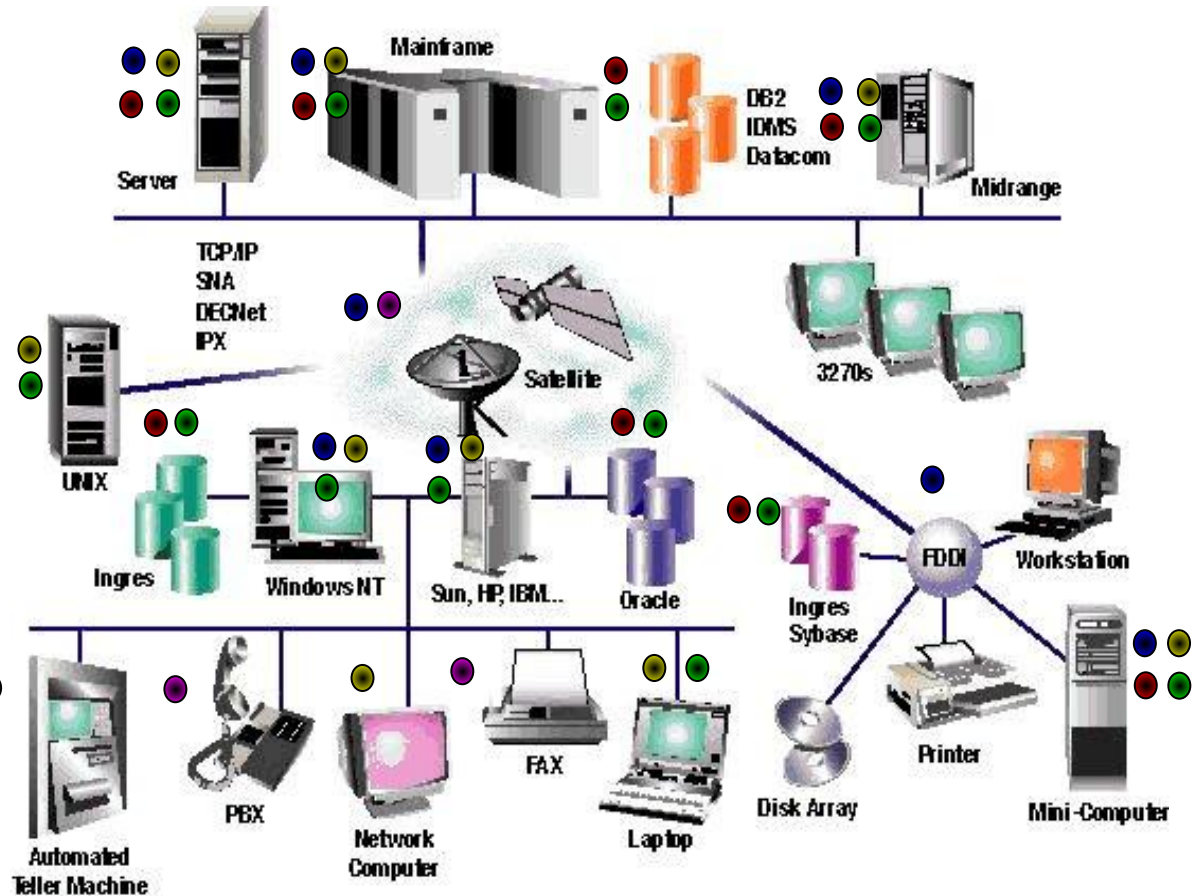 Mainframe
DB2
IDMS
Datacom
Server
Midrange
TCP/IP
SNA
DECNet
IPX
Satellite
3270s
UNIX
Ingres
Windows NT
Sun, HP, IBM...
Oracle
Ingres
Sybase
FDDI
Workstation
Automated
Teller Machine
PBX
Network
Computer
FAX
Laptop
Disk Array
Printer
Mini-Computer